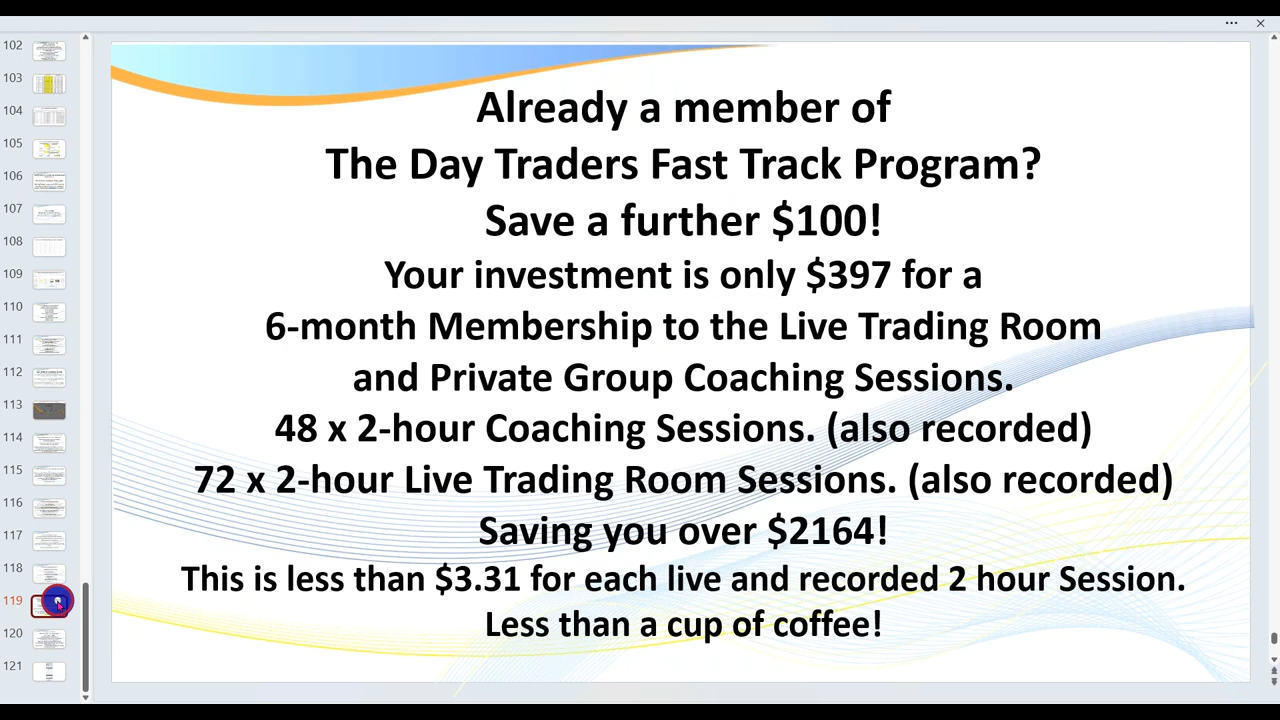 102
103
104
105
106
107
108
109
110
111
112
113
114
115
116
117
118
119
120
121
Already a member of
The Day Traders Fast Track Program?
Save a further $100!
Your investment is only $397 for a
6-month Membership to the Live Trading Room
and Private Group Coaching Sessions.
48 x 2-hour Coaching Sessions. (also recorded)
72 x 2-hour Live Trading Room Sessions. (also recorded)
Saving you over $2164!
This is less than $3.31 for each live and recorded 2 hour Session.
Less than a cup of coffee!